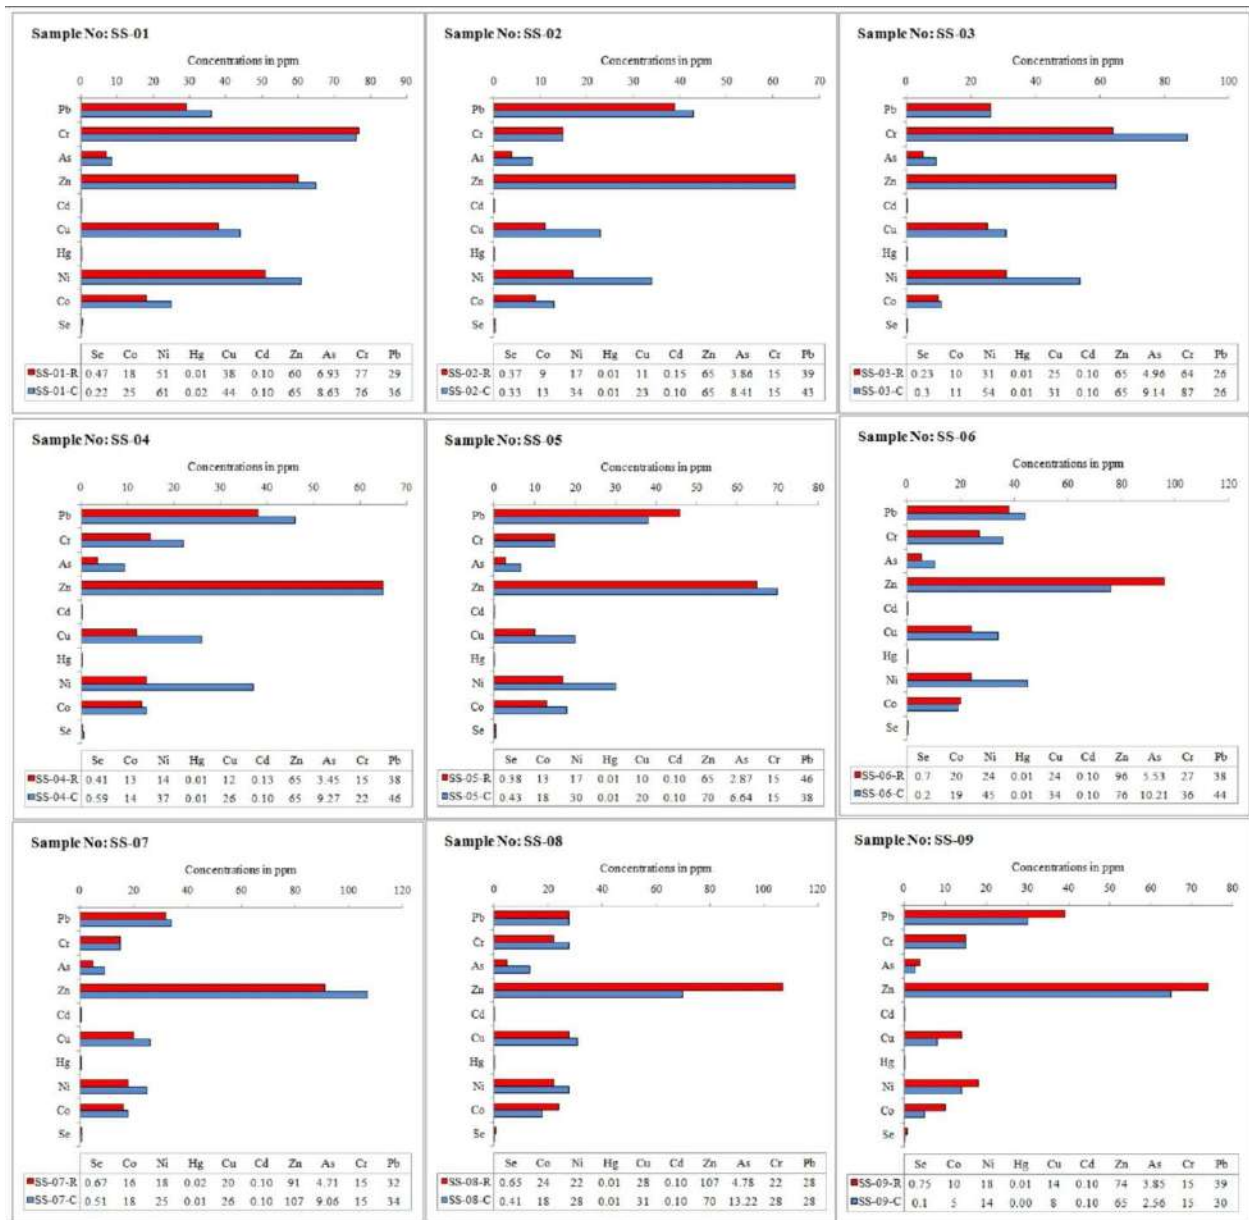 Sample No: SS-01
Concentrations in ppm
0 10 20 30 40 50 60 70 80 90
Pb
Cr
As
Zn
Cd
Cu
Hg
Ni
Co
Se
Se Co Ni Hg Cu Cd Zn As Cr Pb
SS-01-R 0.47 18 51 0.01 38 0.10 60 6.93 77 29
SS-01-C 0.22 25 61 0.02 44 0.10 65 8.63 76 36
Sample No: SS-02
Concentrations in ppm
0 10 20 30 40 50 60 70
Pb
Cr
As
Zn
Cd
Cu
Hg
Ni
Co
Se
Se Co Ni Hg Cu Cd Zn As Cr Pb
SS-02-R 0.37 9 17 0.01 11 0.15 65 3.86 15 39
SS-02-C 0.33 13 34 0.01 23 0.10 65 8.41 15 43
Sample No: SS-03
Concentrations in ppm
0 20 40 60 80 100
Pb
Cr
As
Zn
Cd
Cu
Hg
Ni
Co
Se
Se Co Ni Hg Cu Cd Zn As Cr Pb
SS-03-R 0.23 10 31 0.01 25 0.10 65 4.96 64 26
SS-03-C 0.3 11 54 0.01 31 0.10 65 9.14 87 26
Sample No: SS-04
Concentrations in ppm
0 10 20 30 40 50 60 70
Pb
Cr
As
Zn
Cd
Cu
Hg
Ni
Co
Se
Se Co Ni Hg Cu Cd Zn As Cr Pb
SS-04-R 0.41 13 14 0.01 12 0.13 65 3.45 15 38
SS-04-C 0.59 14 37 0.01 26 0.10 65 9.27 22 46
Sample No: SS-05
Concentrations in ppm
0 10 20 30 40 50 60 70 80
Pb
Cr
As
Zn
Cd
Cu
Hg
Ni
Co
Se
Se Co Ni Hg Cu Cd Zn As Cr Pb
SS-05-R 0.38 13 17 0.01 10 0.10 65 2.87 15 46
SS-05-C 0.43 18 30 0.01 20 0.10 70 6.64 15 38
Sample No: SS-06
Concentrations in ppm
0 20 40 60 80 100 120
Pb
Cr
As
Zn
Cd
Cu
Hg
Ni
Co
Se
Se Co Ni Hg Cu Cd Zn As Cr Pb
SS-06-R 0.7 20 24 0.01 24 0.10 96 5.53 27 38
SS-06-C 0.2 19 45 0.01 34 0.10 76 10.21 36 44
Sample No: SS-07
Concentrations in ppm
0 20 40 60 80 100 120
Pb
Cr
As
Zn
Cd
Cu
Hg
Ni
Co
Se
Se Co Ni Hg Cu Cd Zn As Cr Pb
SS-07-R 0.67 16 18 0.02 20 0.10 91 4.71 15 32
SS-07-C 0.51 18 25 0.01 26 0.10 107 9.06 15 34
Sample No: SS-08
Concentrations in ppm
0 20 40 60 80 100 120
Pb
Cr
As
Zn
Cd
Cu
Hg
Ni
Co
Se
Se Co Ni Hg Cu Cd Zn As Cr Pb
SS-08-R 0.65 24 22 0.01 28 0.10 107 4.78 22 28
SS-08-C 0.41 18 28 0.01 31 0.10 70 13.22 28 28
Sample No: SS-09
Concentrations in ppm
0 10 20 30 40 50 60 70 80
Pb
Cr
As
Zn
Cd
Cu
Hg
Ni
Co
Se
Se Co Ni Hg Cu Cd Zn As Cr Pb
SS-09-R 0.75 10 18 0.01 14 0.10 74 3.85 15 39
SS-09-C 0.1 5 14 0.00 8 0.10 65 2.56 15 30